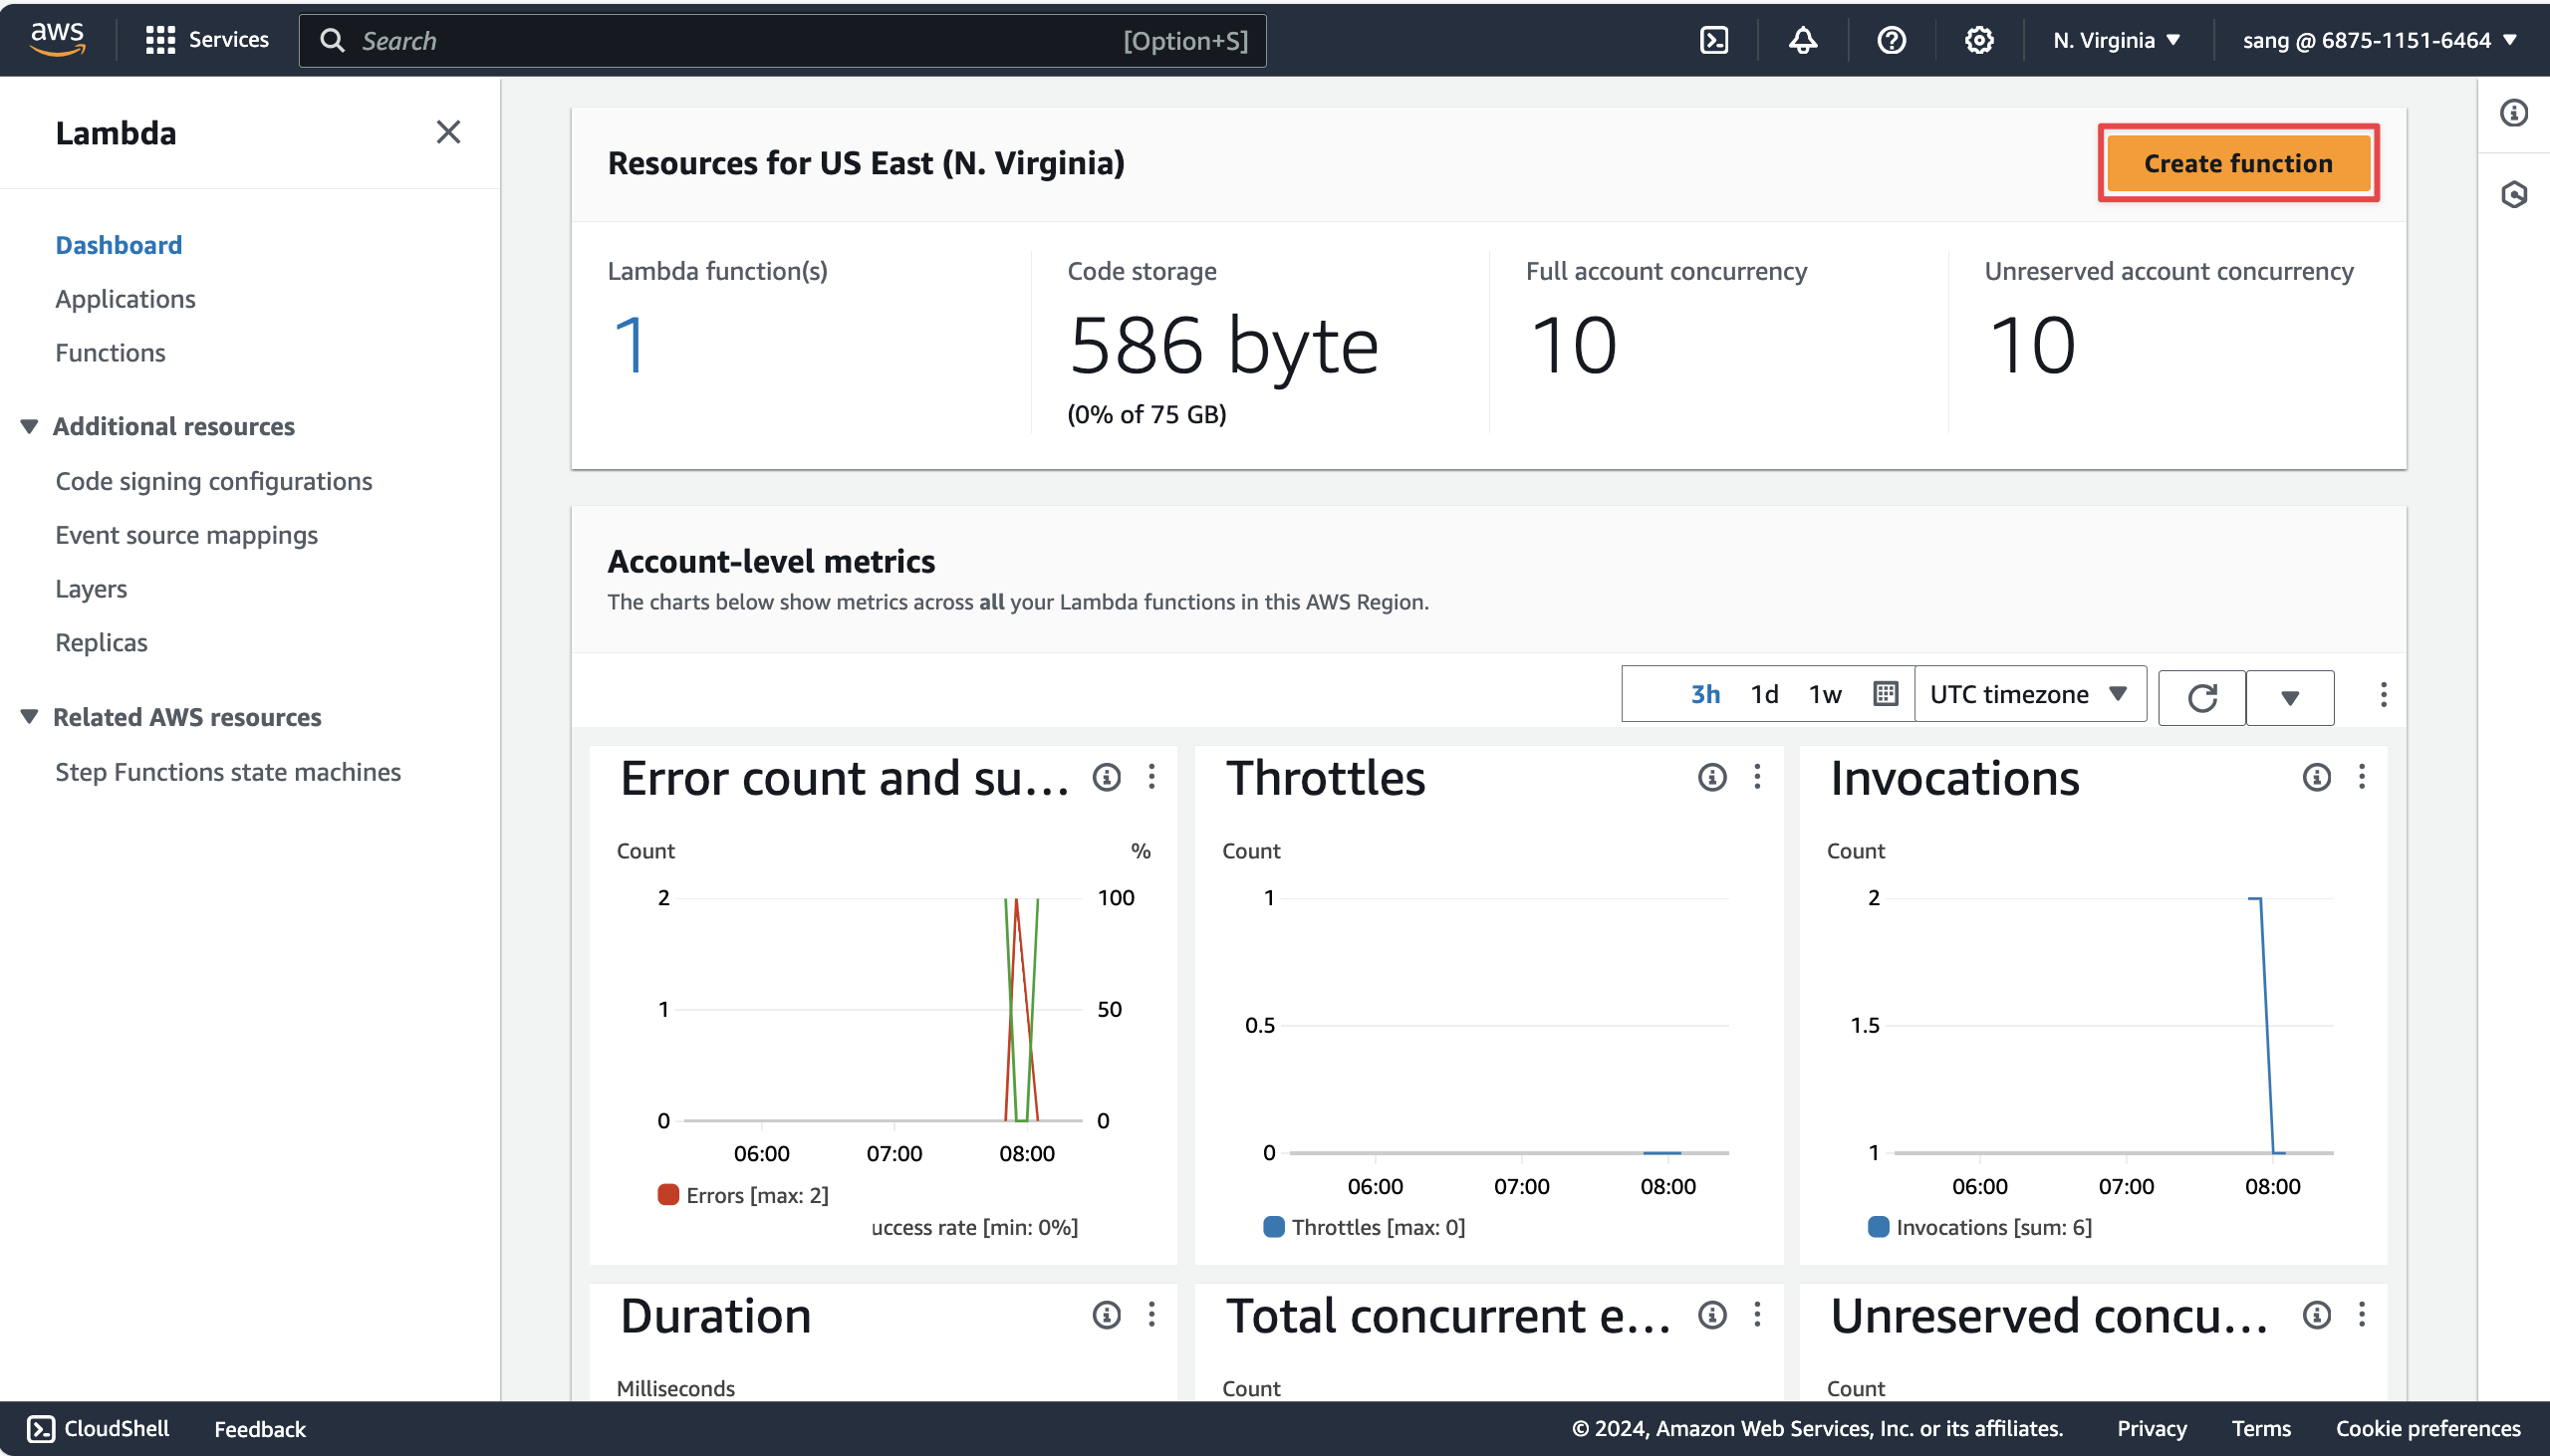 aws
Services
Search
[Option+S]
N. Virginia
sang @ 6875-1151-6464
Lambda
Dashboard
Applications
Functions
Additional resources
Code signing configurations
Event source mappings
Layers
Replicas
Related AWS resources
Step Functions state machines
Resources for US East (N. Virginia)
Create function
Lambda function(s)
1
Code storage
586 byte
(0% of 75 GB)
Full account concurrency
10
Unreserved account concurrency
10
Account-level metrics
The charts below show metrics across all your Lambda functions in this AWS Region.
3h 1d 1w
UTC timezone
Error count and su...
Count %
2 100
1 50
0 0
06:00 07:00 08:00
Errors [max: 2]
uccess rate [min: 0%]
Throttles
Count
1
0.5
0
06:00 07:00 08:00
Throttles [max: 0]
Invocations
Count
2
1.5
1
06:00 07:00 08:00
Invocations [sum: 6]
Duration
Milliseconds
Total concurrent e...
Count
Unreserved concu...
Count
CloudShell
Feedback
© 2024, Amazon Web Services, Inc. or its affiliates.
Privacy
Terms
Cookie preferences